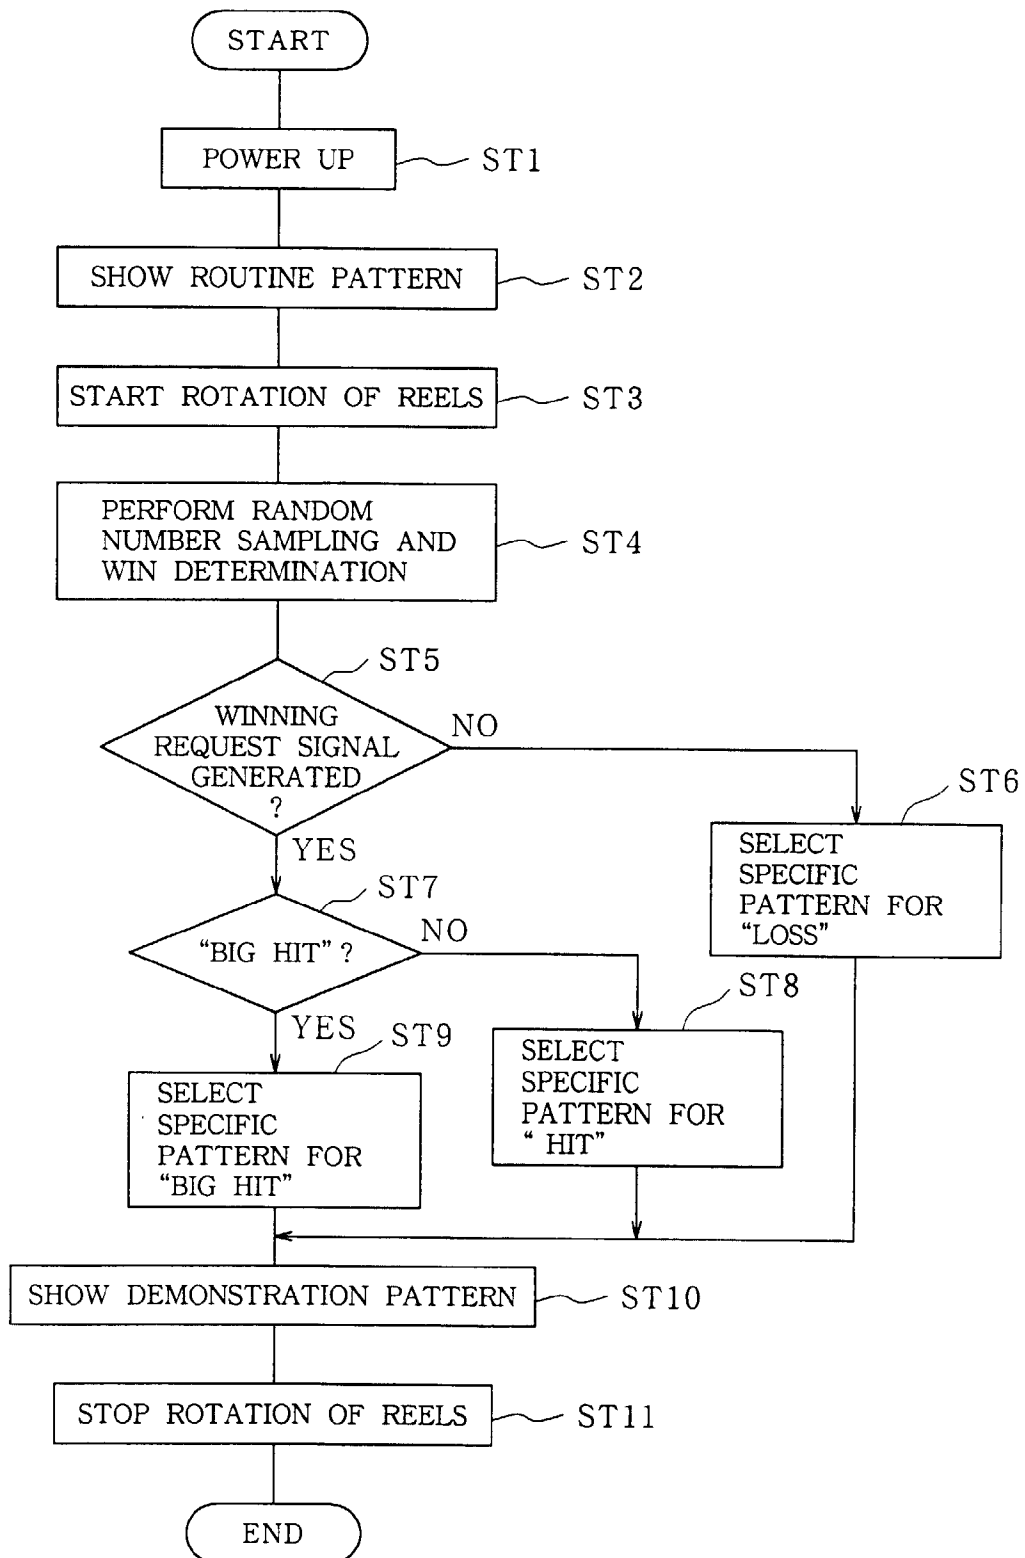 START
POWER UP
ST1
SHOW ROUTINE PATTERN
ST2
START ROTATION OF REELS
ST3
PERFORM RANDOM
NUMBER SAMPLING AND
WIN DETERMINATION
ST4
ST5
WINNING
REQUEST SIGNAL
GENERATED
?
NO
YES
ST6
SELECT
SPECIFIC
PATTERN FOR
“LOSS”
ST7
“BIG HIT” ?
NO
YES
ST8
SELECT
SPECIFIC
PATTERN FOR
“ HIT”
ST9
SELECT
SPECIFIC
PATTERN FOR
“BIG HIT”
SHOW DEMONSTRATION PATTERN
ST10
STOP ROTATION OF REELS
ST11
END